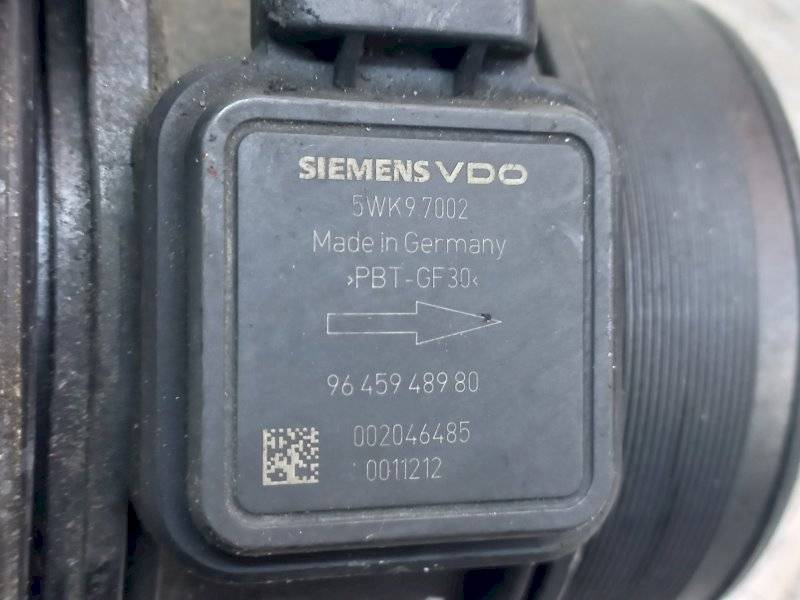 SIEMENS VDO
5WK9 7002
Made in Germany
›PBT-GF30‹
96 459 489 80
002046485
0011212